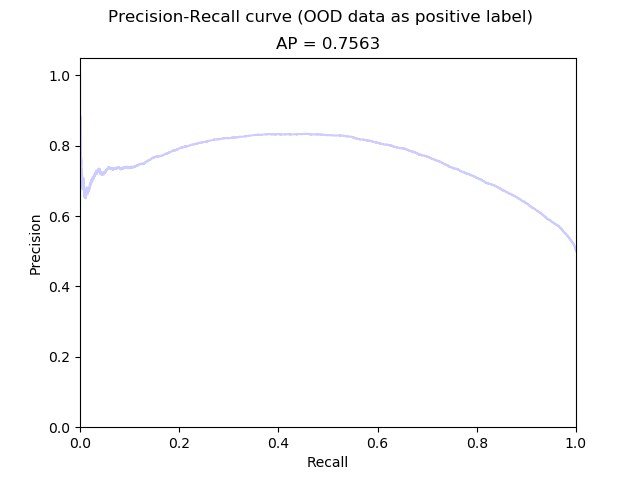 Precision-Recall curve (OOD data as positive label)
AP = 0.7563
1.0
0.8
0.6
0.4
0.2
0.0
Precision
0.0 0.2 0.4 0.6 0.8 1.0
Recall